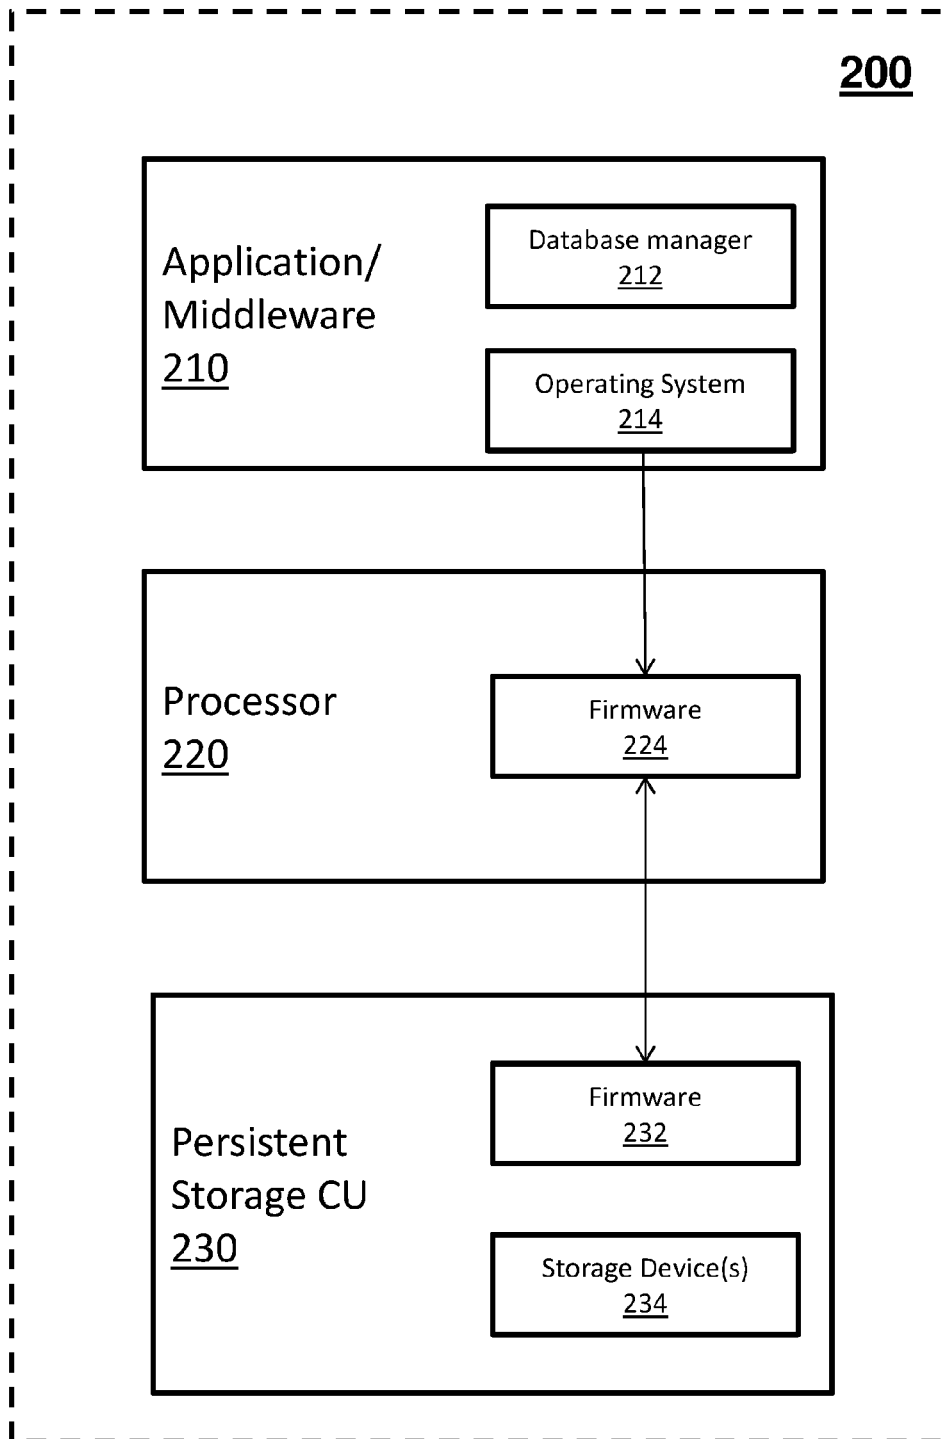 200
Application/
Middleware
210
Database manager
212
Operating System
214
Processor
220
Firmware
224
Persistent
Storage CU
230
Firmware
232
Storage Device(s)
234